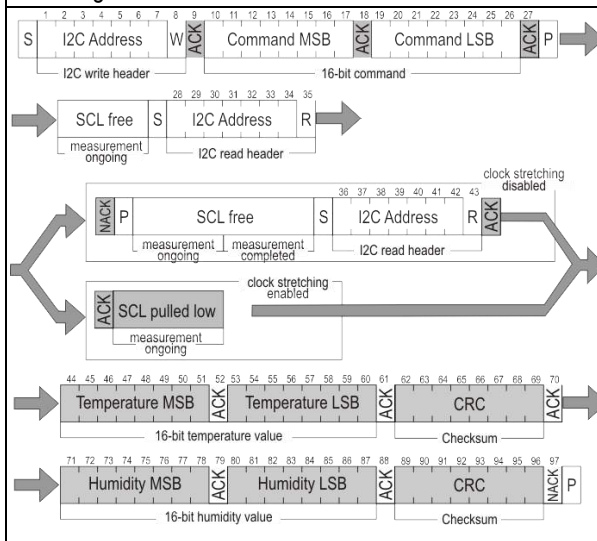 1 2 3 4 5 6 7 8 9 10 11 12 13 14 15 16 17 18 19 20 21 22 23 24 25 26 27
S I2C Address W ACK Command MSB ACK Command LSB ACK P
I2C write header 16-bit command
28 29 30 31 32 33 34 35
SCL free S I2C Address R
measurement
ongoing
I2C read header
clock stretching
disabled
36 37 38 39 40 41 42 43
NACK P SCL free S I2C Address R ACK
measurement
ongoing
measurement
completed
I2C read header
clock stretching
enabled
ACK SCL pulled low
measurement
ongoing
44 45 46 47 48 49 50 51 52 53 54 55 56 57 58 59 60 61 62 63 64 65 66 67 68 69 70
Temperature MSB ACK Temperature LSB ACK CRC ACK
16-bit temperature value Checksum
71 72 73 74 75 76 77 78 79 80 81 82 83 84 85 86 87 88 89 90 91 92 93 94 95 96 97
Humidity MSB ACK Humidity LSB ACK CRC NACK P
16-bit humidity value Checksum